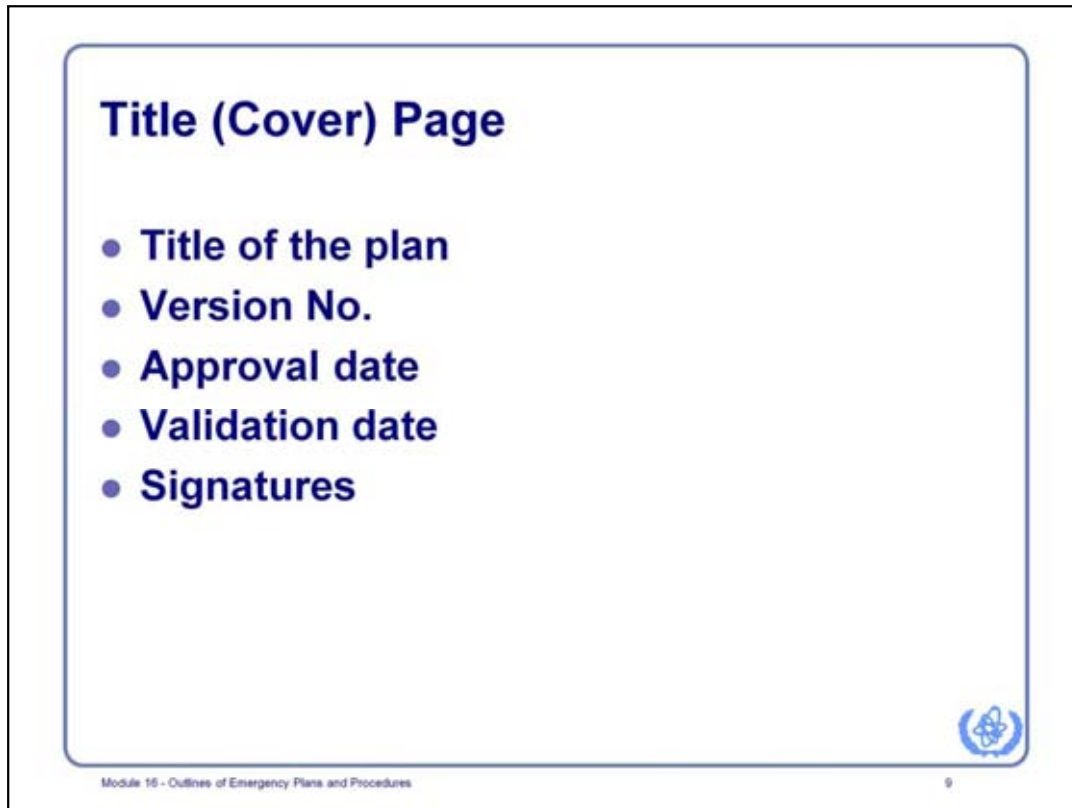 Title (Cover) Page
● Title of the plan
● Version No.
● Approval date
● Validation date
● Signatures
Module 16 - Outlines of Emergency Plans and Procedures
9